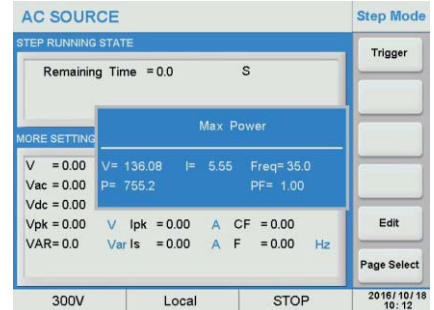 AC SOURCE
Step Mode
STEP RUNNING STATE
Remaining Time = 0.0 S
Trigger
Max Power
V= 136.08 I= 5.55 Freq= 35.0
P= 755.2 PF= 1.00
MORE SETTING
V = 0.00
Vac = 0.00
Vdc = 0.00
Vpk = 0.00 V Ipk = 0.00 A CF = 0.00
VAR= 0.0 Var Is = 0.00 A F = 0.00 Hz
Edit
Page Select
300V Local STOP
2016/10/18
10:12